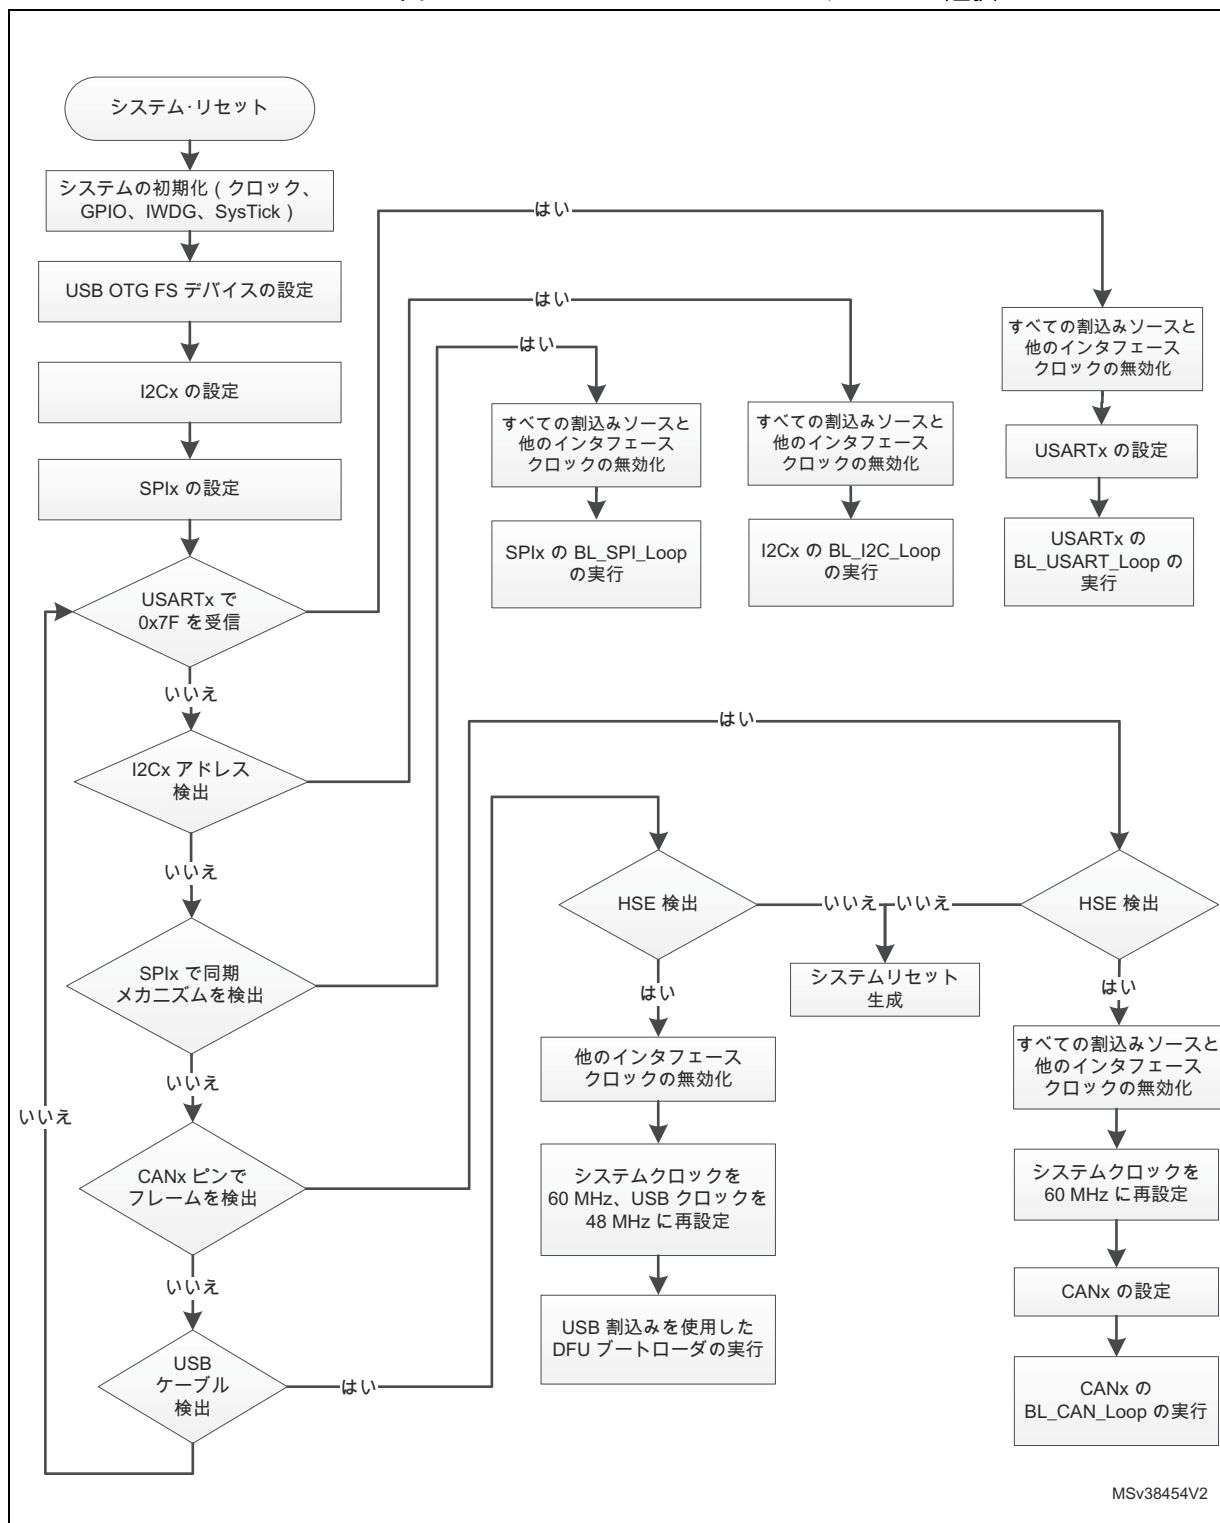 システム･リセット
システムの初期化 ( クロック、
GPIO、IWDG、SysTick )
USB OTG FS デバイスの設定
I2Cx の設定
SPIx の設定
USARTx で
0x7F を受信
いいえ
I2Cx アドレス
検出
いいえ
SPIx で同期
メカニズムを検出
いいえ
いいえ
CANx ピンで
フレームを検出
いいえ
USB
ケーブル
検出
はい
はい
はい
はい
すべての割込みソースと
他のインタフェース
クロックの無効化
SPIx の BL_SPI_Loop
の実行
すべての割込みソースと
他のインタフェース
クロックの無効化
I2Cx の BL_I2C_Loop
の実行
すべての割込みソースと
他のインタフェース
クロックの無効化
USARTx の設定
USARTx の
BL_USART_Loop の
実行
はい
HSE 検出
いいえ
いいえ
HSE 検出
システムリセット
生成
はい
他のインタフェース
クロックの無効化
システムクロックを
60 MHz、USB クロックを
48 MHz に再設定
USB 割込みを使用した
DFU ブートローダの実行
はい
すべての割込みソースと
他のインタフェース
クロックの無効化
システムクロックを
60 MHz に再設定
CANx の設定
CANx の
BL_CAN_Loop の実行
MSv38454V2